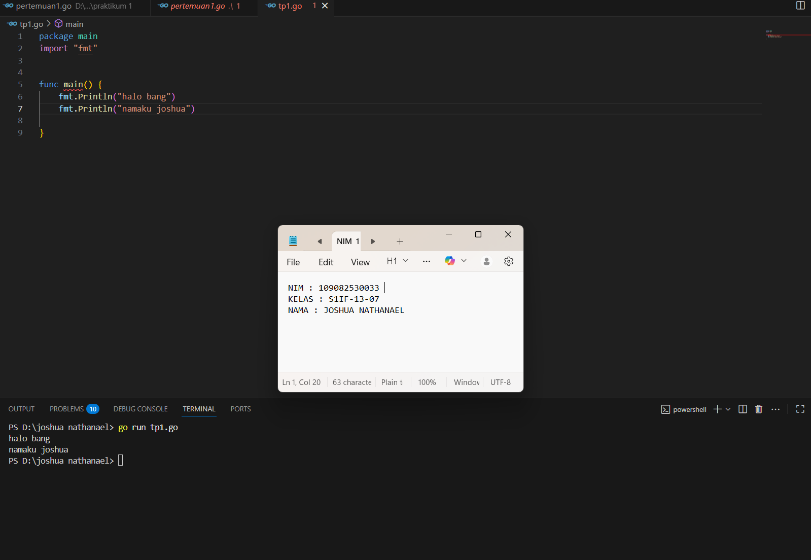 pertemuan1.go D:\...\praktikum 1
pertemuan1.go .\ 1
tp1.go 1
tp1.go > main
1 package main
2 import "fmt"
3
4
5 func main() {
6 fmt.Println("halo bang")
7 fmt.Println("namaku joshua")
8
9 }
NIM 1
File Edit View H1
NIM : 109082530033
KELAS : S1IF-13-07
NAMA : JOSHUA NATHANAEL
Ln 1, Col 20 63 characte Plain t 100% Window UTF-8
OUTPUT PROBLEMS 10 DEBUG CONSOLE TERMINAL PORTS powershell
PS D:\joshua nathanael> go run tp1.go
halo bang
namaku joshua
PS D:\joshua nathanael>